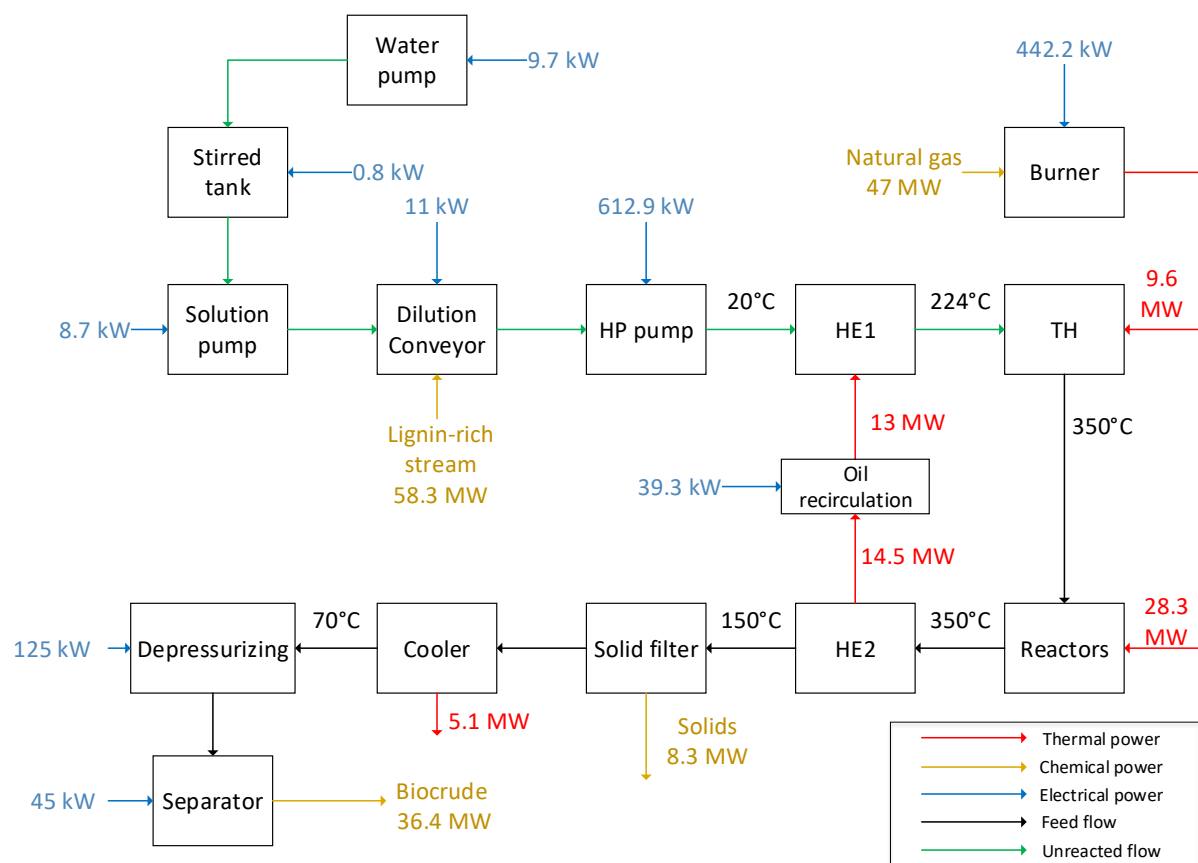 Water
pump
9.7 kW
442.2 kW
Stirred
tank
0.8 kW
Natural gas
47 MW
Burner
11 kW
612.9 kW
8.7 kW
Solution
pump
Dilution
Conveyor
HP pump
20°C
HE1
224°C
TH
9.6
MW
Lignin-rich
stream
58.3 MW
13 MW
350°C
39.3 kW
Oil
recirculation
14.5 MW
125 kW
Depressurizing
70°C
Cooler
Solid filter
150°C
HE2
350°C
Reactors
28.3
MW
5.1 MW
Solids
8.3 MW
45 kW
Separator
Biocrude
36.4 MW
Thermal power
Chemical power
Electrical power
Feed flow
Unreacted flow